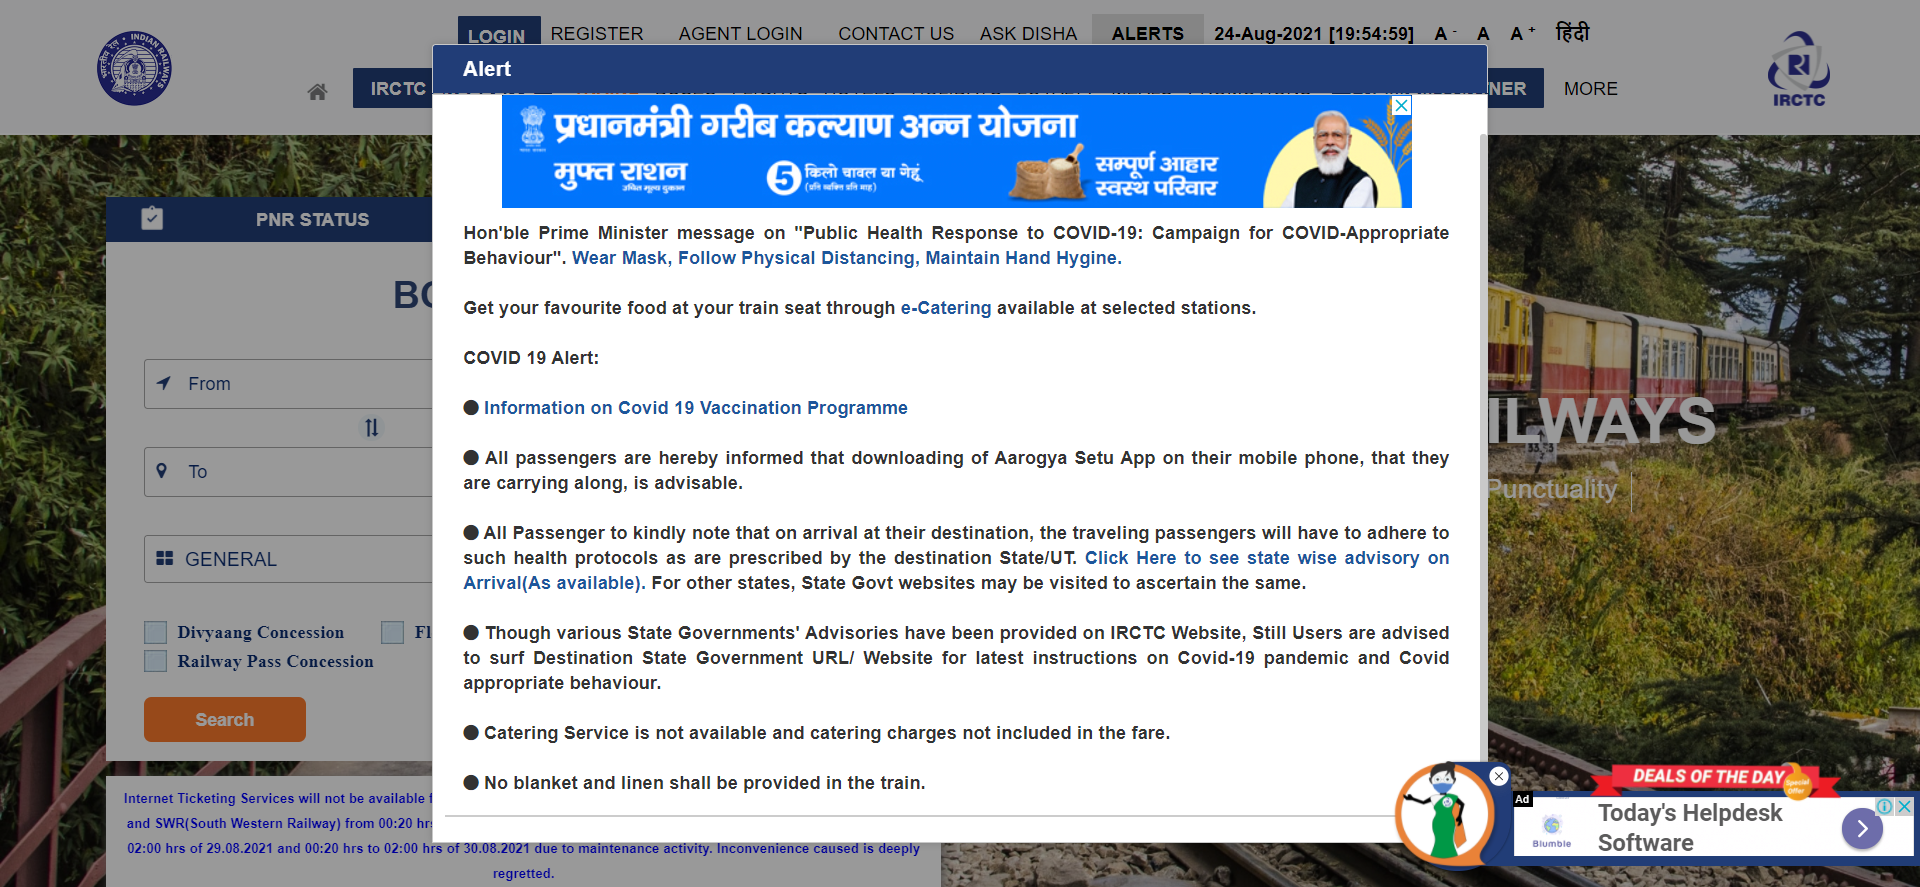 LOGIN REGISTER AGENT LOGIN CONTACT US ASK DISHA ALERTS 24-Aug-2021 [19:54:59] A - A A + हिंदी
INDIAN RAILWAYS
IRCTC
NER MORE
IRCTC
Alert
प्रधानमंत्री गरीब कल्याण अन्न योजना
मुफ्त राशन
उचित मूल्य दुकान
5 किलो चावल या गेहूं
(प्रति व्यक्ति प्रति माह)
सम्पूर्ण आहार
स्वस्थ परिवार
PNR STATUS
BO
From
To
GENERAL
Divyaang Concession Fl
Railway Pass Concession
Search
Hon'ble Prime Minister message on "Public Health Response to COVID-19: Campaign for COVID-Appropriate
Behaviour". Wear Mask, Follow Physical Distancing, Maintain Hand Hygine.
Get your favourite food at your train seat through e-Catering available at selected stations.
COVID 19 Alert:
● Information on Covid 19 Vaccination Programme
● All passengers are hereby informed that downloading of Aarogya Setu App on their mobile phone, that they
are carrying along, is advisable.
● All Passenger to kindly note that on arrival at their destination, the traveling passengers will have to adhere to
such health protocols as are prescribed by the destination State/UT. Click Here to see state wise advisory on
Arrival(As available). For other states, State Govt websites may be visited to ascertain the same.
● Though various State Governments' Advisories have been provided on IRCTC Website, Still Users are advised
to surf Destination State Government URL/ Website for latest instructions on Covid-19 pandemic and Covid
appropriate behaviour.
● Catering Service is not available and catering charges not included in the fare.
● No blanket and linen shall be provided in the train.
ILWAYS
Punctuality
Internet Ticketing Services will not be available f
and SWR(South Western Railway) from 00:20 hrs
02:00 hrs of 29.08.2021 and 00:20 hrs to 02:00 hrs of 30.08.2021 due to maintenance activity. Inconvenience caused is deeply
regretted.
DEALS OF THE DAY
Special
Offer
Ad
Today's Helpdesk
Software
Blumble